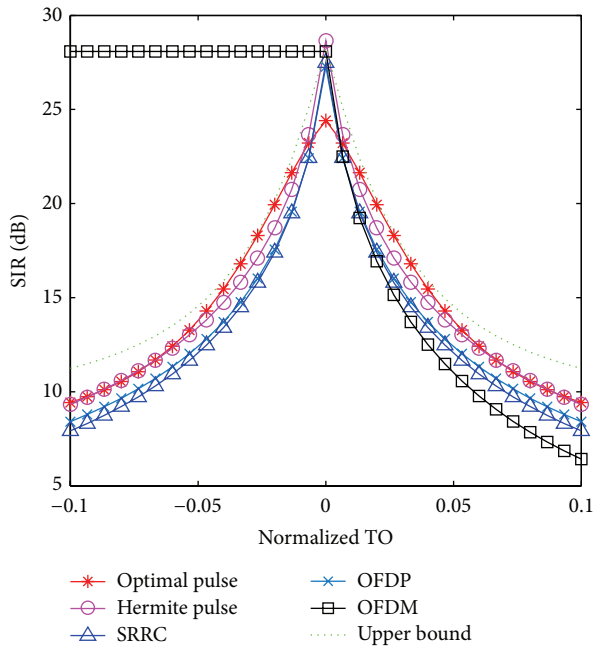 30
25
20
15
10
5
SIR (dB)
−0.1
−0.05
0
0.05
0.1
Normalized TO
Optimal pulse
Hermite pulse
SRRC
OFDP
OFDM
Upper bound